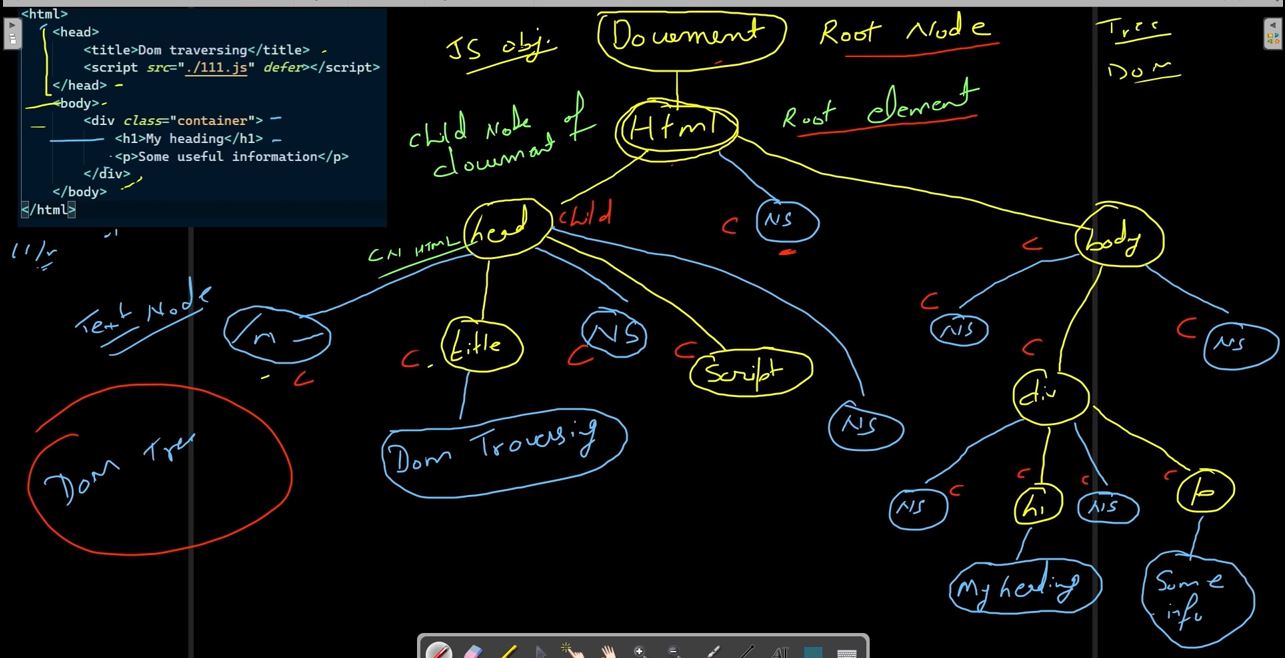 <html>
<head>
<title>Dom traversing</title>
<script src="./111.js" defer></script>
</head>
<body>
<div class="container">
<h1>My heading</h1>
<p>Some useful information</p>
</div>
</body>
</html>
JS obj.
Document
Root Node
Tree
Dom
Child Node of
document
Html
Root element
head
child
C
NS
C
body
CN HTML
Text Node
/n
C
C
title
C
NS
C
Script
NS
C
NS
C
NS
C
div
Dom Tree
Dom Traversing
NS
C
C
h1
C
NS
C
p
My heading
Some
info